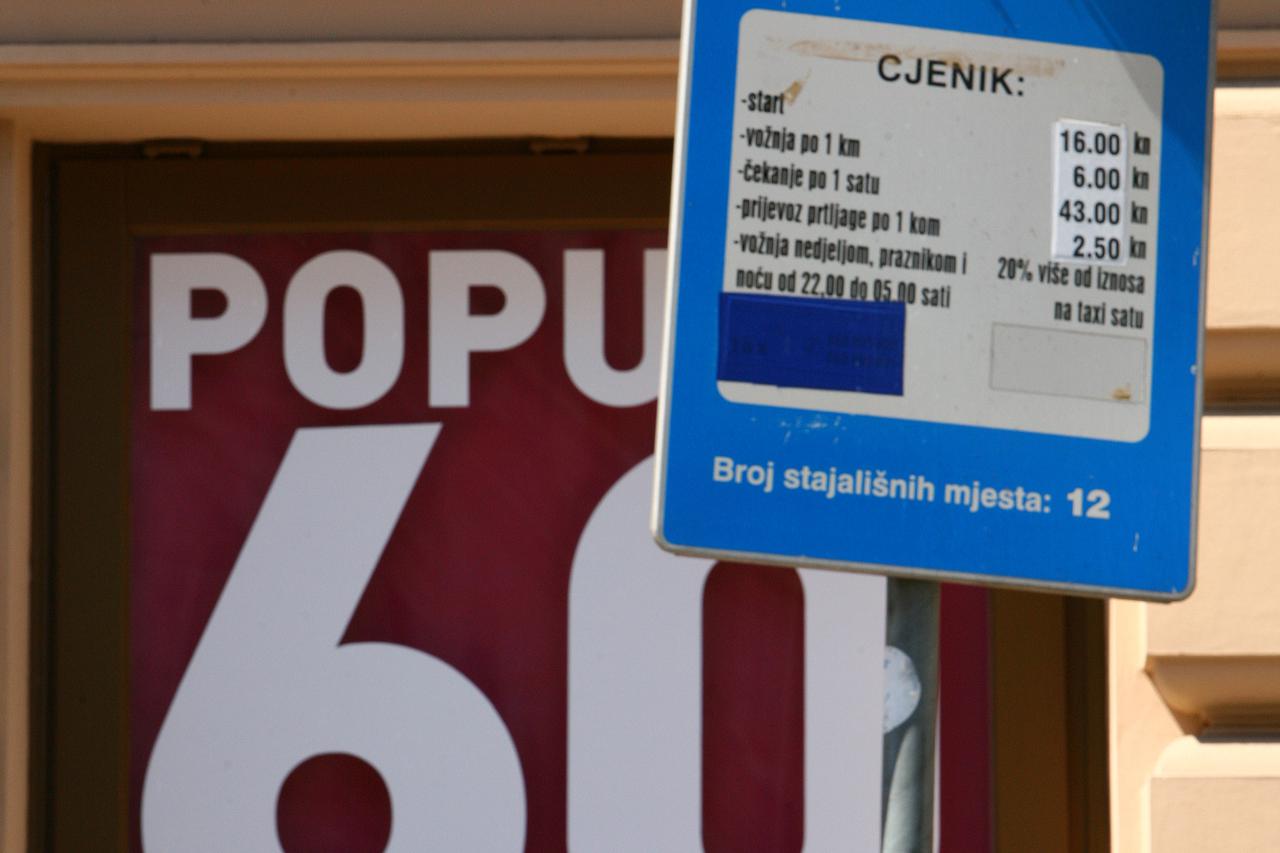 CJENIK:
-start 16.00 kn
-vožnja po 1 km 6.00 kn
-čekanje po 1 satu 43.00 kn
-prijevoz prtljage po 1 kom 2.50 kn
-vožnja nedjeljom, praznikom i 20% više od iznosa
noću od 22,00 do 05,00 sati na taxi satu
Broj stajališnih mjesta: 12
POPU
60